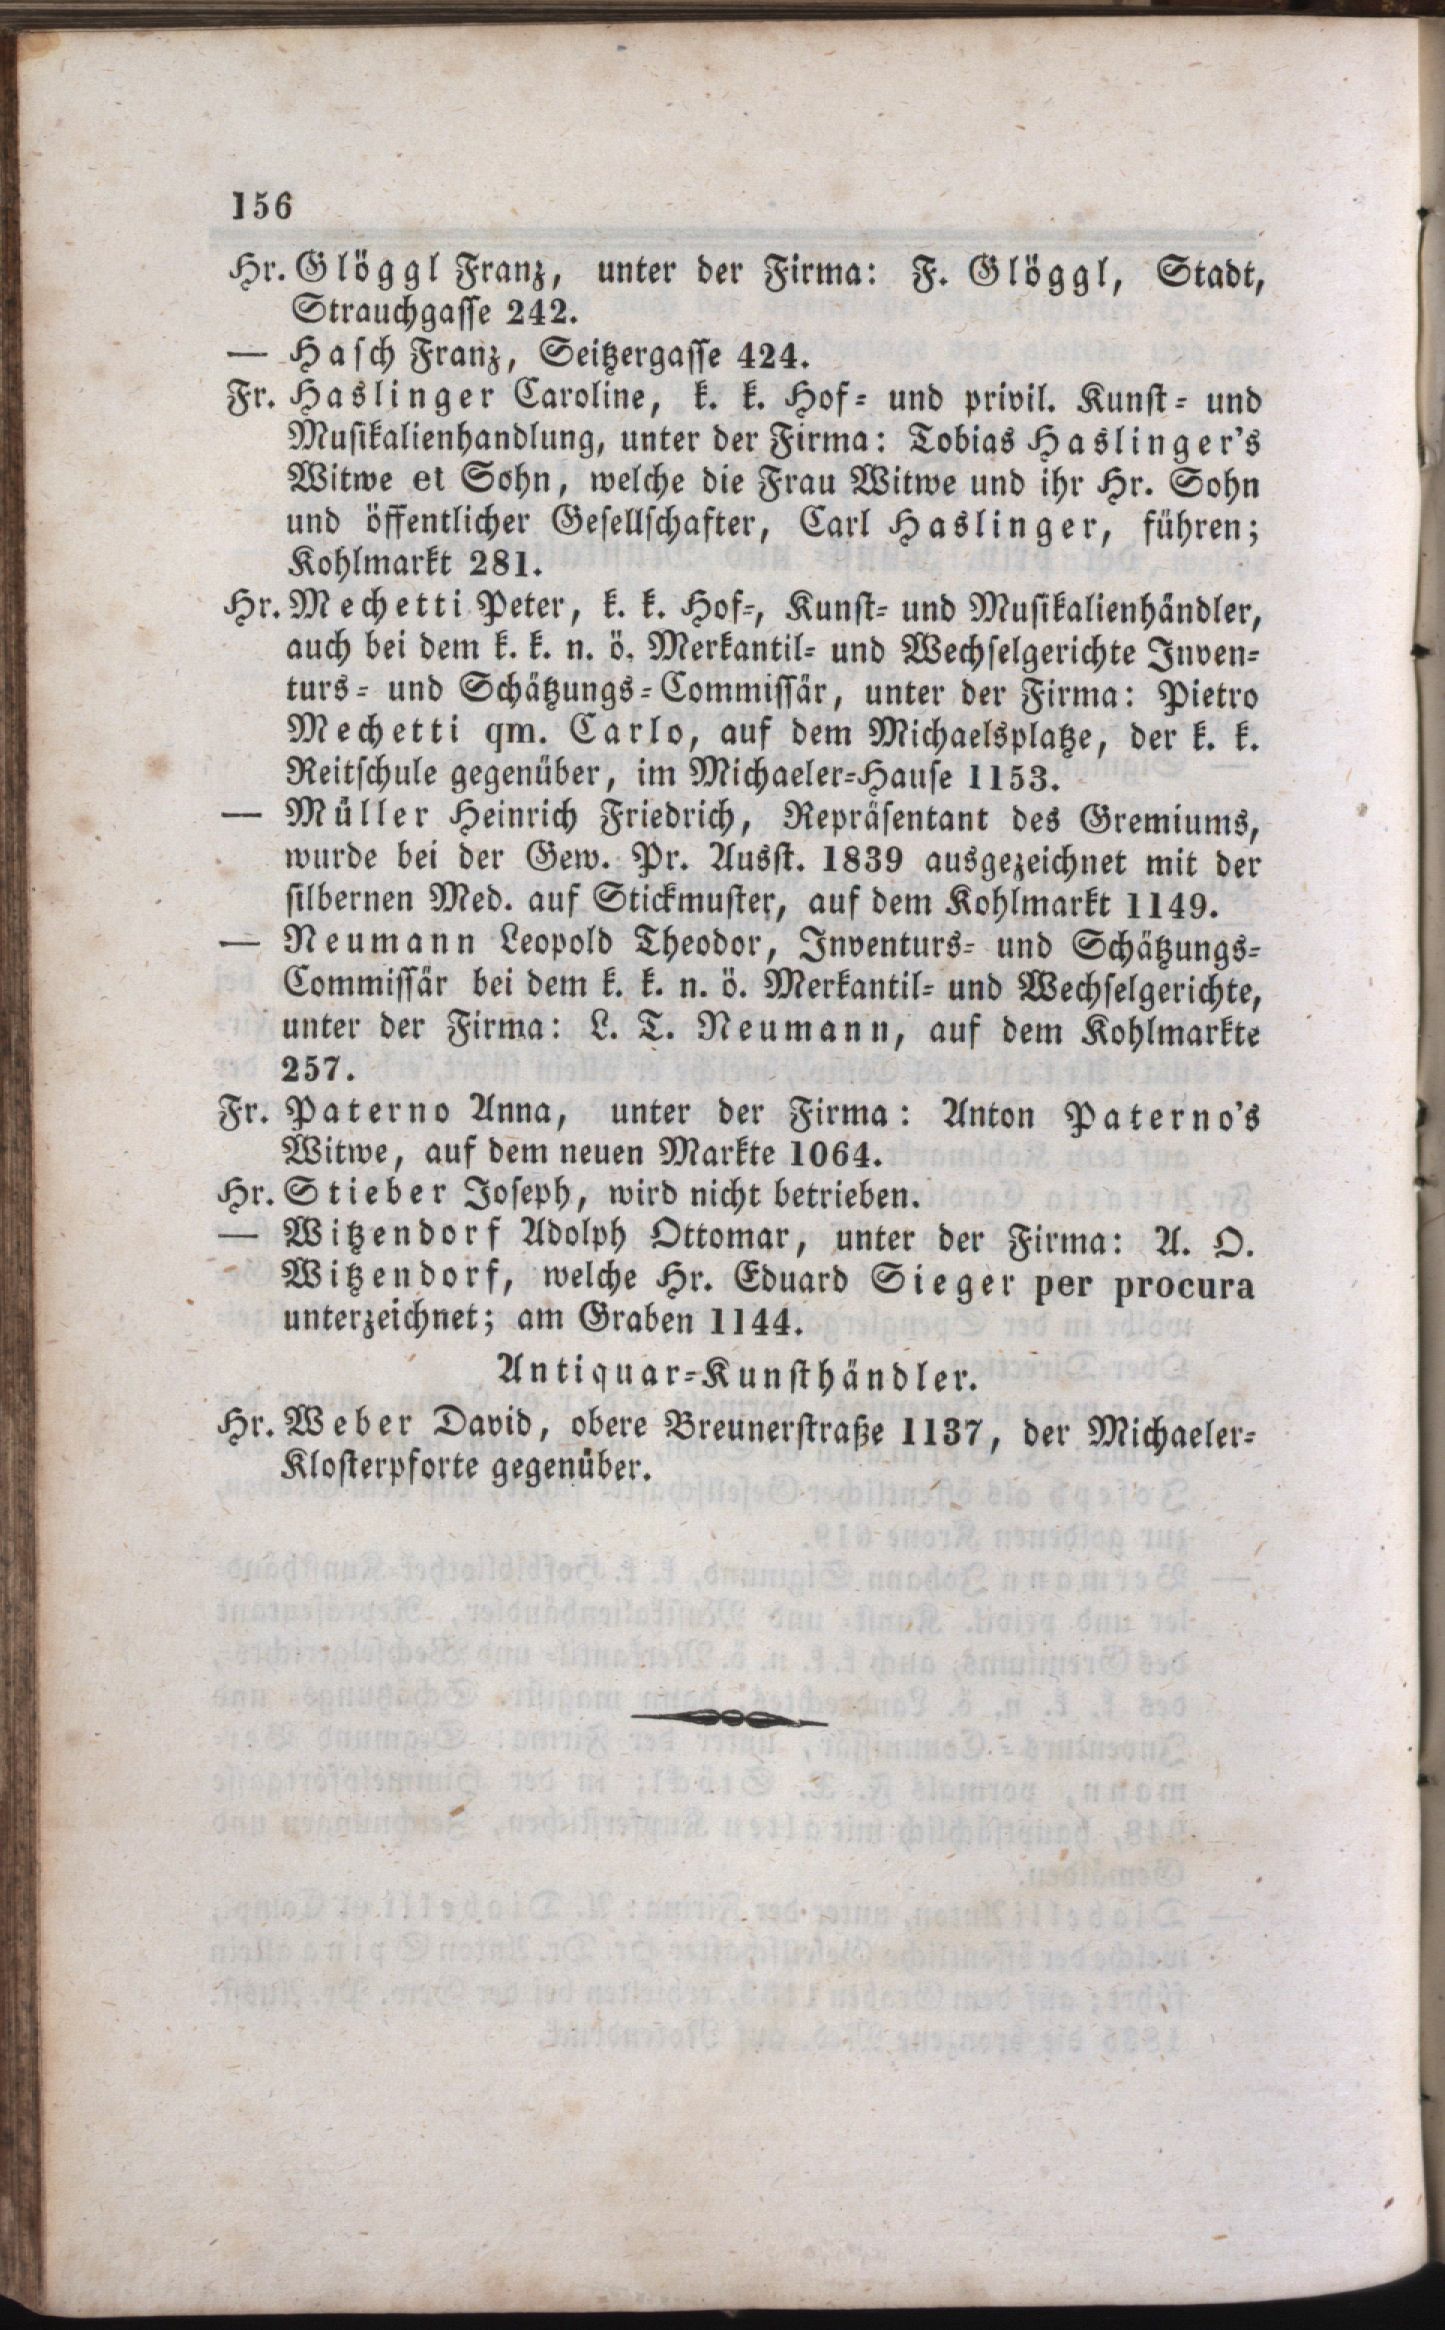 156
Hr. Glöggl Franz, unter der Firma: F. Glöggl, Stadt,
Strauchgasse 242.
— Hasch Franz, Seitzergasse 424.
Fr. Haslinger Caroline, k. k. Hof- und privil. Kunst- und
Musikalienhandlung, unter der Firma: Tobias Haslinger's
Witwe et Sohn, welche die Frau Witwe und ihr Hr. Sohn
und öffentlicher Gesellschafter, Carl Haslinger, führen;
Kohlmarkt 281.
Hr. Mechetti Peter, k. k. Hof-, Kunst- und Musikalienhändler,
auch bei dem k. k. n. ö. Merkantil- und Wechselgerichte Inven-
turs- und Schätzungs-Commissär, unter der Firma: Pietro
Mechetti qm. Carlo, auf dem Michaelsplatze, der k. k.
Reitschule gegenüber, im Michaeler-Hause 1153.
— Müller Heinrich Friedrich, Repräsentant des Gremiums,
wurde bei der Gew. Pr. Ausst. 1839 ausgezeichnet mit der
silbernen Med. auf Stickmuster, auf dem Kohlmarkt 1149.
— Neumann Leopold Theodor, Inventurs- und Schätzungs-
Commissär bei dem k. k. n. ö. Merkantil- und Wechselgerichte,
unter der Firma: L. T. Neumann, auf dem Kohlmarkte
257.
Fr. Paterno Anna, unter der Firma: Anton Paterno's
Witwe, auf dem neuen Markte 1064.
Hr. Stieber Joseph, wird nicht betrieben.
— Witzendorf Adolph Ottomar, unter der Firma: A. O.
Witzendorf, welche Hr. Eduard Sieger per procura
unterzeichnet; am Graben 1144.
Antiquar-Kunsthändler.
Hr. Weber David, obere Breunerstraße 1137, der Michaeler-
Klosterpforte gegenüber.